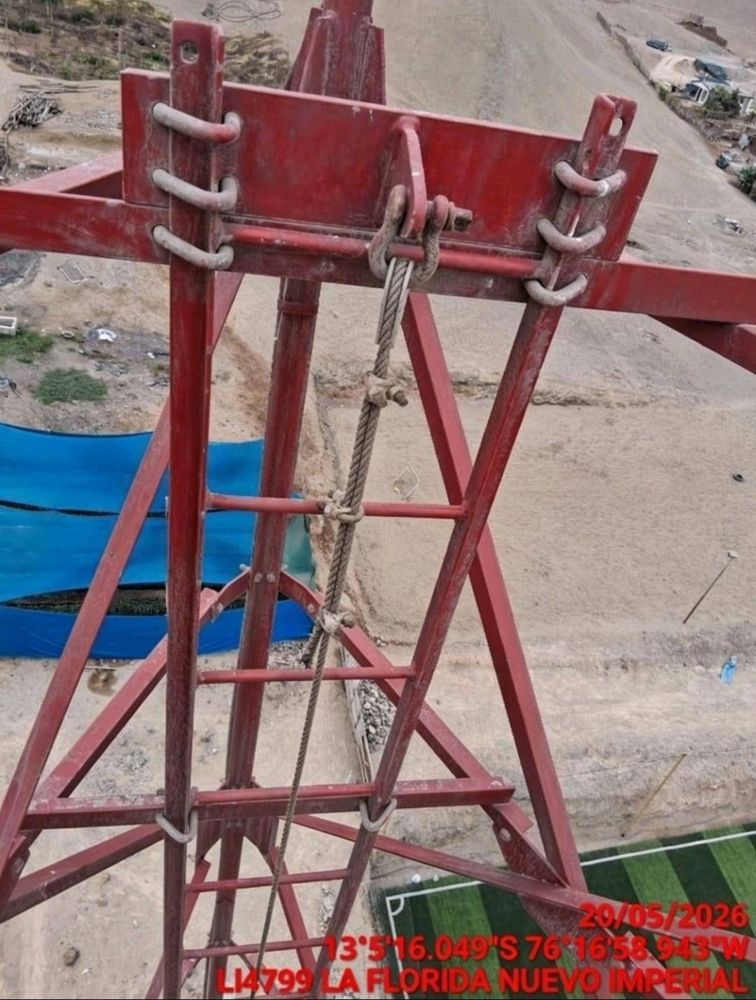 20/05/2026
13°5'16.049"S 76°16'58.943"W
LI4799 LA FLORIDA NUEVO IMPERIAL